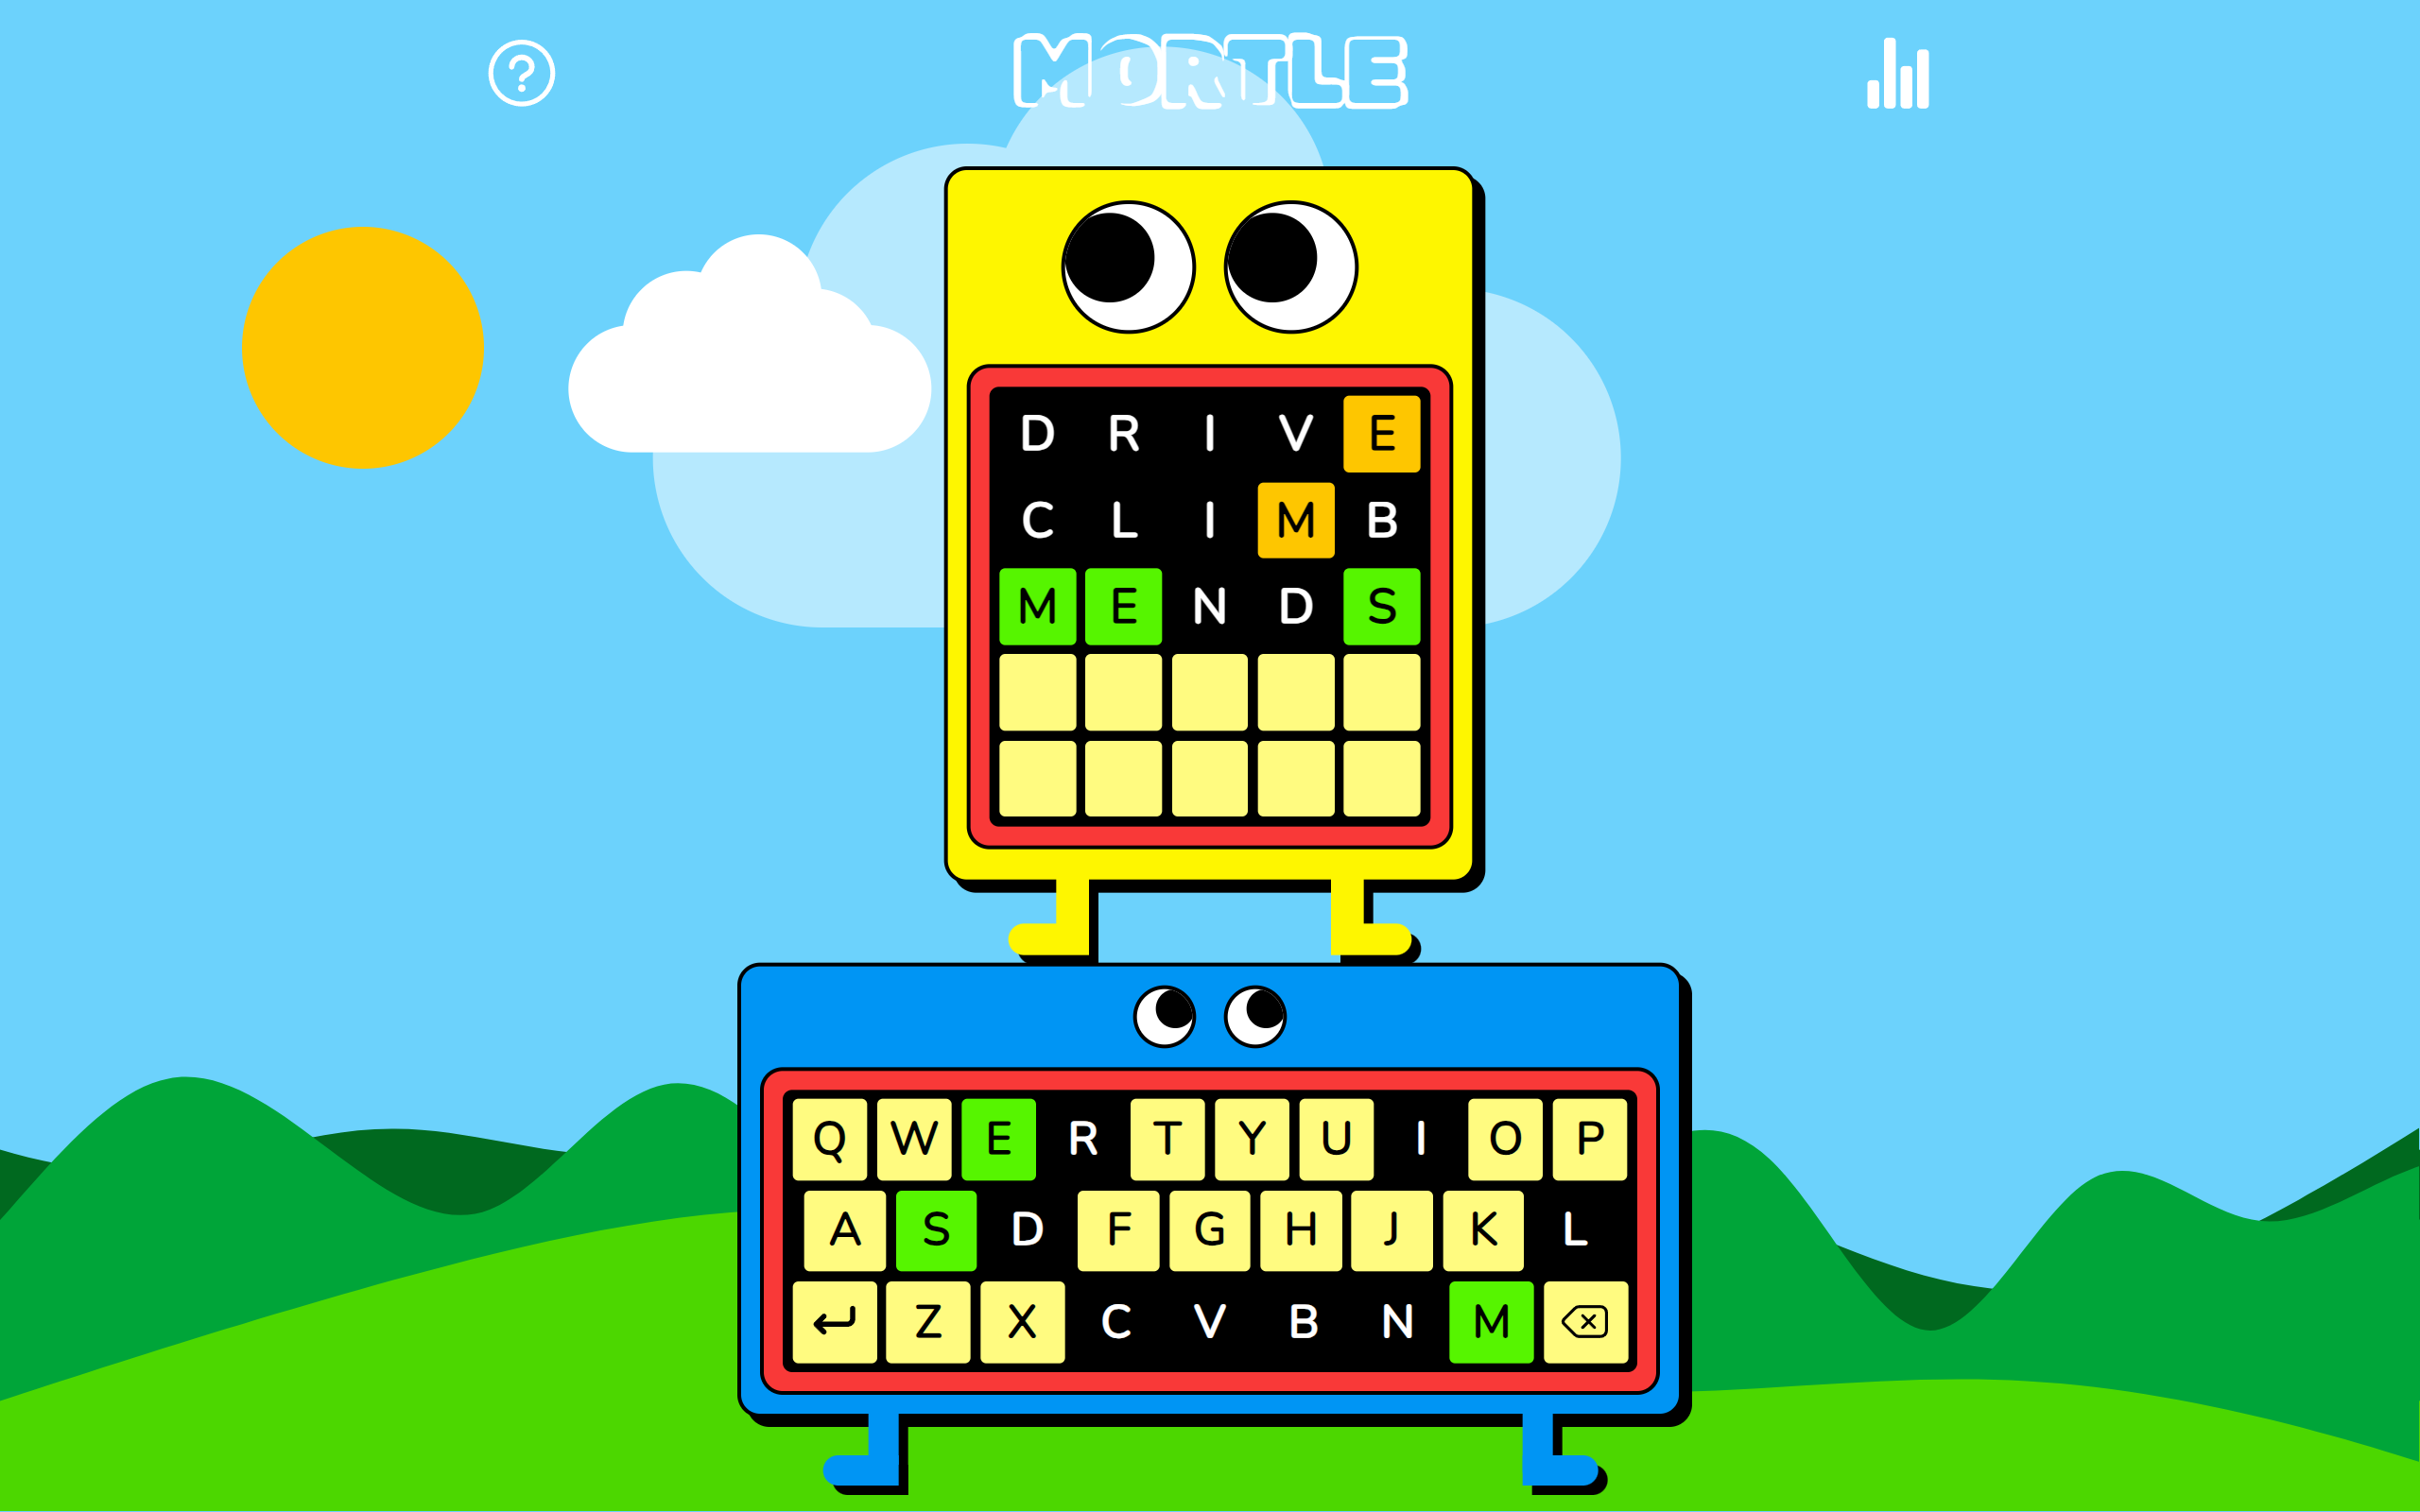 MORTLE
D R I V E
C L I M B
M E N D S
Q W E R T Y U I O P
A S D F G H J K L
Z X C V B N M